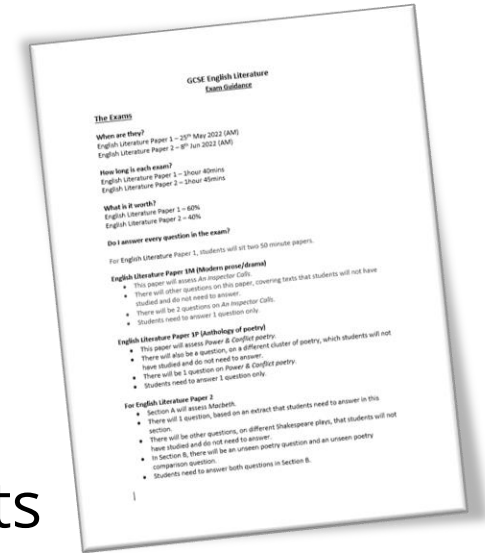 GCSE English Literature
Exam Guidance
The Exams
When are they?
English Literature Paper 1 – 25th May 2022 (AM)
English Literature Paper 2 – 8th Jun 2022 (AM)
How long is each exam?
English Literature Paper 1 – 1hour 40mins
English Literature Paper 2 – 1hour 45mins
What is it worth?
English Literature Paper 1 – 60%
English Literature Paper 2 – 40%
Do I answer every question in the exam?
For English Literature Paper 1, students will sit two 50 minute papers.
English Literature Paper 1M (Modern prose/drama)
• This paper will assess An Inspector Calls.
• There will other questions on this paper, covering texts that students will not have
studied and do not need to answer.
• There will be 2 questions on An Inspector Calls.
• Students need to answer 1 question only.
English Literature Paper 1P (Anthology of poetry)
• This paper will assess Power & Conflict poetry.
• There will also be a question, on a different cluster of poetry, which students will not
have studied and do not need to answer.
• There will be 1 question on Power & Conflict poetry.
• Students need to answer 1 question only.
For English Literature Paper 2
• Section A will assess Macbeth.
• There will 1 question, based on an extract that students need to answer in this
section.
• There will be other questions, on different Shakespeare plays, that students will not
have studied and do not need to answer.
• In Section B, there will be an unseen poetry question and an unseen poetry
comparison question.
• Students need to answer both questions in Section B.
ts